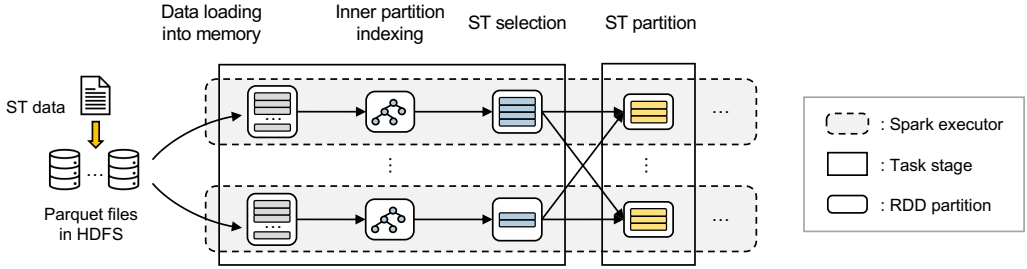 Data loading
into memory
Inner partition
indexing
ST selection
ST partition
ST data
...
...
...
...
...
...
...
...
Parquet files
in HDFS
: Spark executor
: Task stage
: RDD partition